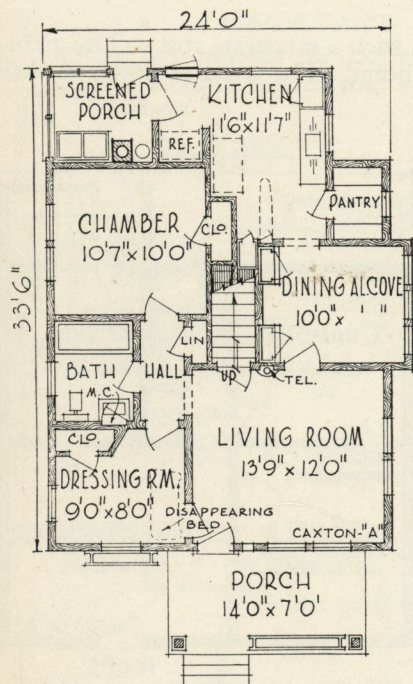 24'0"
SCREENED
PORCH
KITCHEN
11'6"x11'7"
REF.
PANTRY
CHAMBER
10'7"x10'0"
CLO.
33'6"
DINING ALCOVE
10'0"x ' "
LIN
BATH
HALL
UP
TEL.
M.C.
CLO.
LIVING ROOM
13'9"x12'0"
DRESSING RM.
9'0"x8'0"
DISAPPEARING
BED
CAXTON-"A"
PORCH
14'0"x7'0'